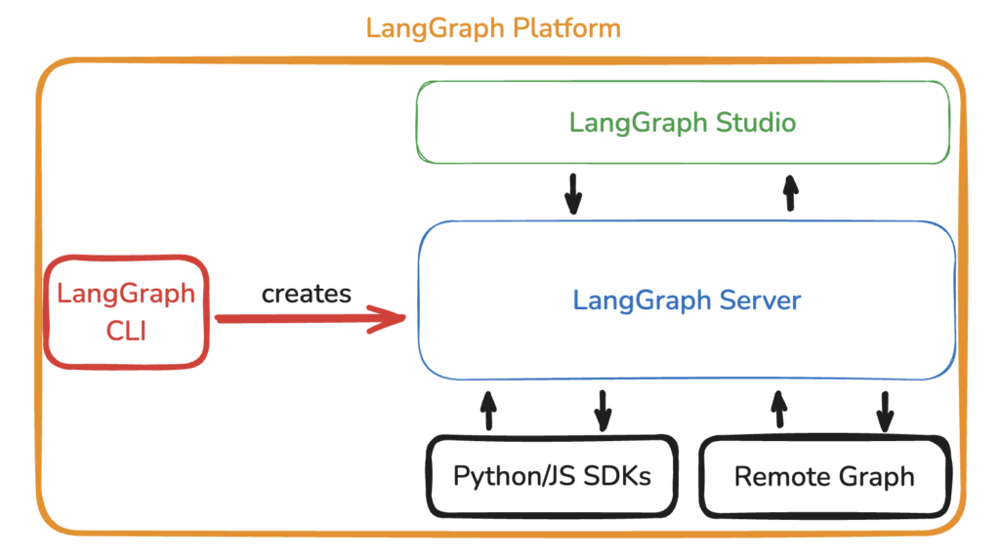 LangGraph Platform
LangGraph Studio
LangGraph
CLI
creates
LangGraph Server
Python/JS SDKs
Remote Graph